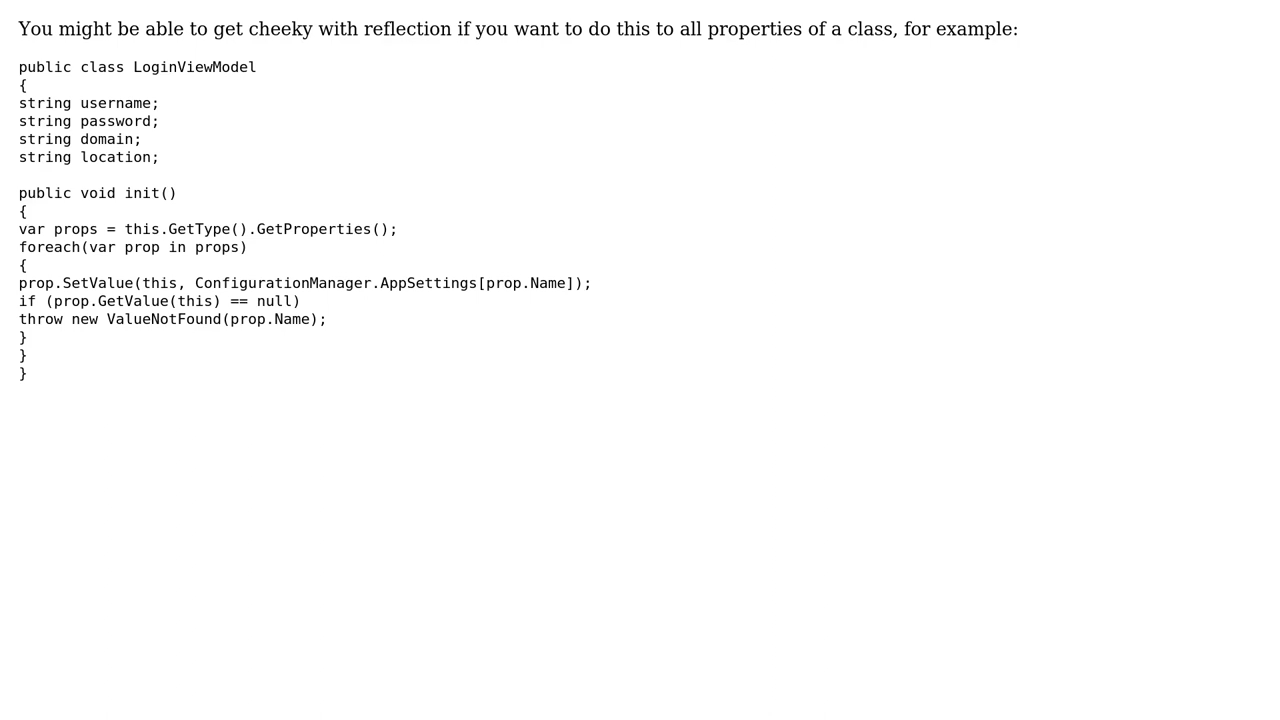 You might be able to get cheeky with reflection if you want to do this to all properties of a class, for example:
public class LoginViewModel
{
string username;
string password;
string domain;
string location;
public void init()
{
var props = this.GetType().GetProperties();
foreach(var prop in props)
{
prop.SetValue(this, ConfigurationManager.AppSettings[prop.Name]);
if (prop.GetValue(this) == null)
throw new ValueNotFound(prop.Name);
}
}
}